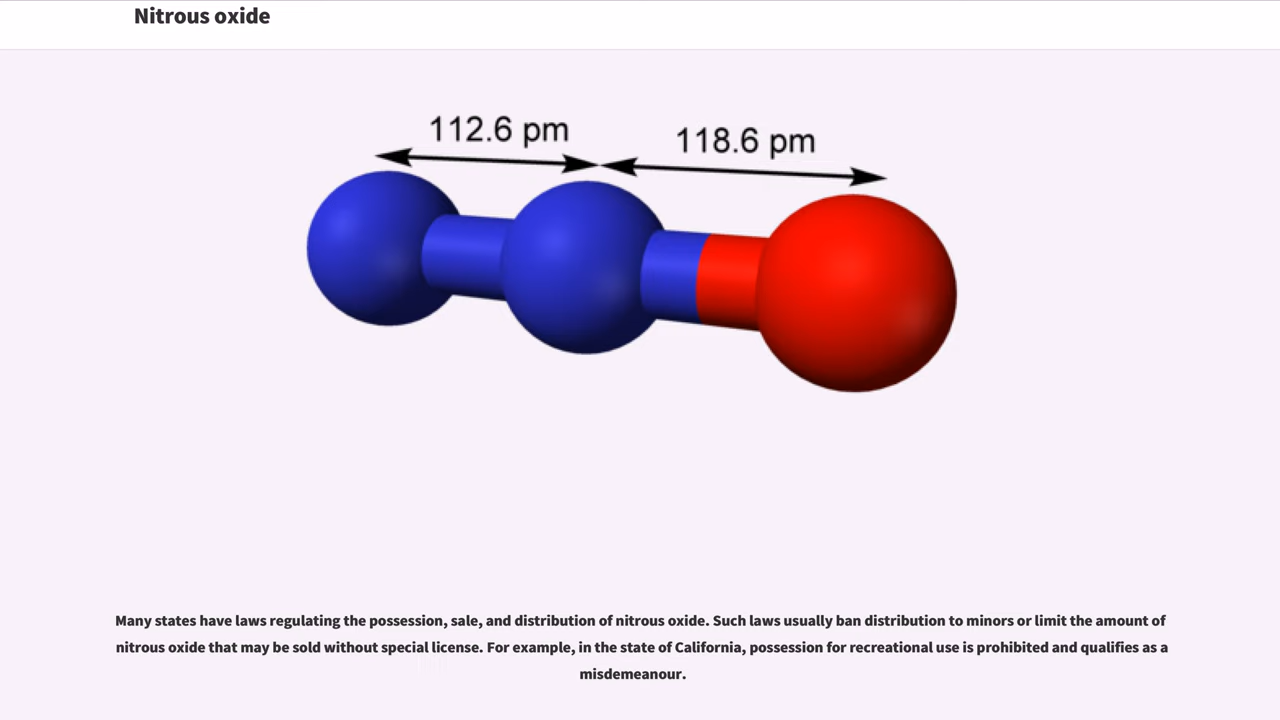 Nitrous oxide
112.6 pm
118.6 pm
Many states have laws regulating the possession, sale, and distribution of nitrous oxide. Such laws usually ban distribution to minors or limit the amount of
nitrous oxide that may be sold without special license. For example, in the state of California, possession for recreational use is prohibited and qualifies as a
misdemeanour.